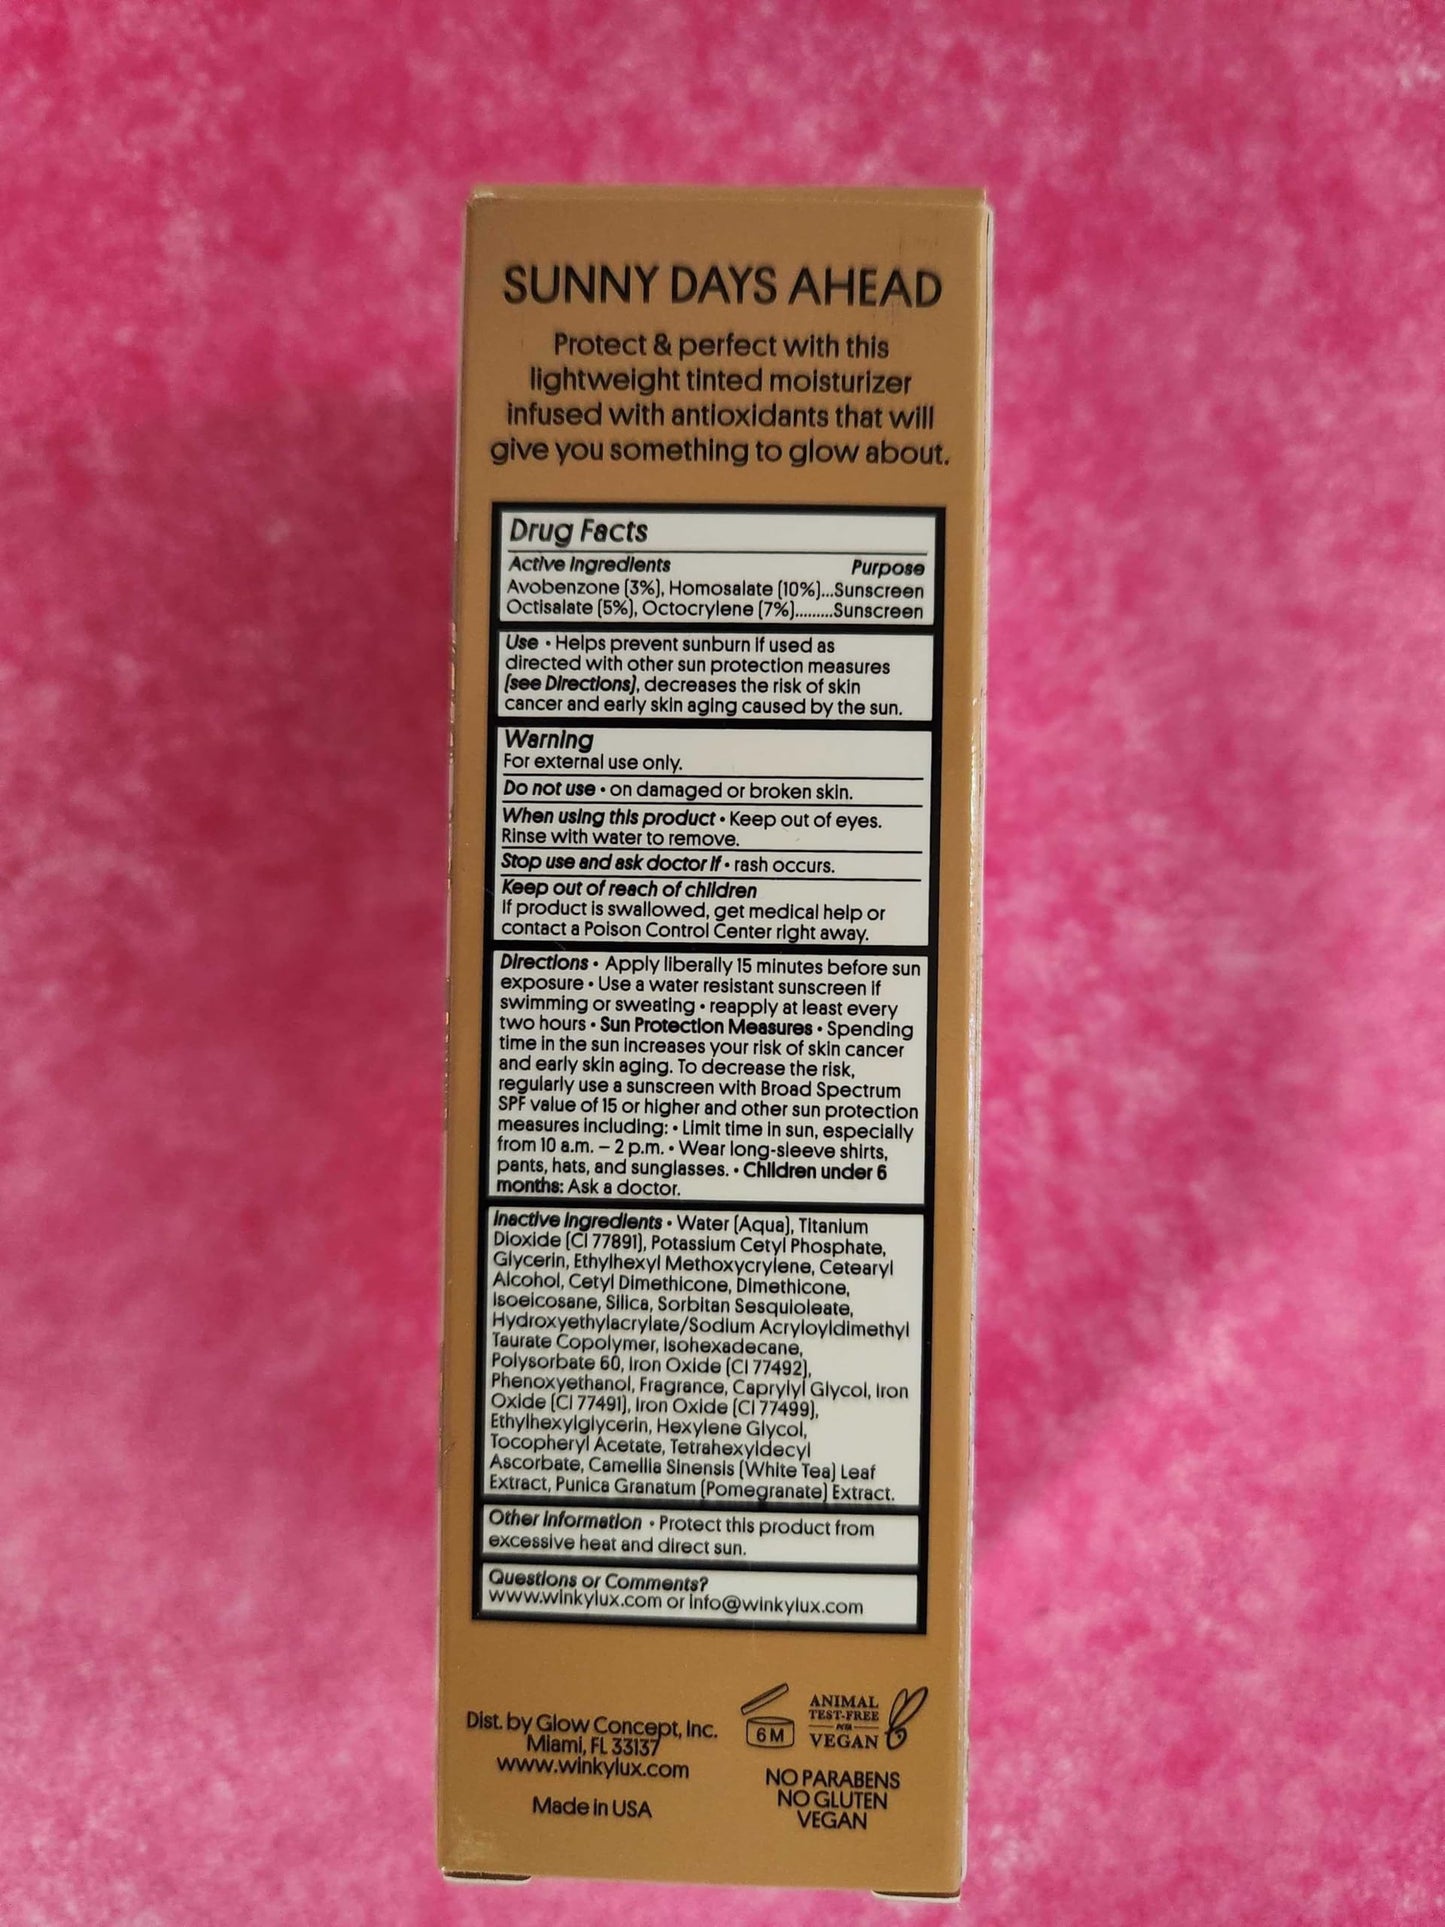 SUNNY DAYS AHEAD
Protect & perfect with this
lightweight tinted moisturizer
infused with antioxidants that will
give you something to glow about.
Drug Facts
Active Ingredients Purpose
Avobenzone (3%), Homosalate (10%)...Sunscreen
Octisalate (5%), Octocrylene (7%).........Sunscreen
Use • Helps prevent sunburn if used as
directed with other sun protection measures
(see Directions), decreases the risk of skin
cancer and early skin aging caused by the sun.
Warning
For external use only.
Do not use • on damaged or broken skin.
When using this product • Keep out of eyes.
Rinse with water to remove.
Stop use and ask doctor if • rash occurs.
Keep out of reach of children
If product is swallowed, get medical help or
contact a Poison Control Center right away.
Directions • Apply liberally 15 minutes before sun
exposure • Use a water resistant sunscreen if
swimming or sweating • reapply at least every
two hours • Sun Protection Measures • Spending
time in the sun increases your risk of skin cancer
and early skin aging. To decrease the risk,
regularly use a sunscreen with Broad Spectrum
SPF value of 15 or higher and other sun protection
measures including: • Limit time in sun, especially
from 10 a.m. – 2 p.m. • Wear long-sleeve shirts,
pants, hats, and sunglasses. • Children under 6
months: Ask a doctor.
Inactive Ingredients • Water (Aqua), Titanium
Dioxide (CI 77891), Potassium Cetyl Phosphate,
Glycerin, Ethylhexyl Methoxycrylene, Cetearyl
Alcohol, Cetyl Dimethicone, Dimethicone,
Isoeicosane, Silica, Sorbitan Sesquioleate,
Hydroxyethylacrylate/Sodium Acryloyldimethyl
Taurate Copolymer, Isohexadecane,
Polysorbate 60, Iron Oxide (CI 77492),
Phenoxyethanol, Fragrance, Caprylyl Glycol, Iron
Oxide (CI 77491), Iron Oxide (CI 77499),
Ethylhexylglycerin, Hexylene Glycol,
Tocopheryl Acetate, Tetrahexyldecyl
Ascorbate, Camellia Sinensis (White Tea) Leaf
Extract, Punica Granatum (Pomegranate) Extract.
Other Information • Protect this product from
excessive heat and direct sun.
Questions or Comments?
www.winkylux.com or info@winkylux.com
Dist. by Glow Concept, Inc.
Miami, FL 33137
www.winkylux.com
Made in USA
6M
ANIMAL
TEST-FREE
PETA
VEGAN
NO PARABENS
NO GLUTEN
VEGAN